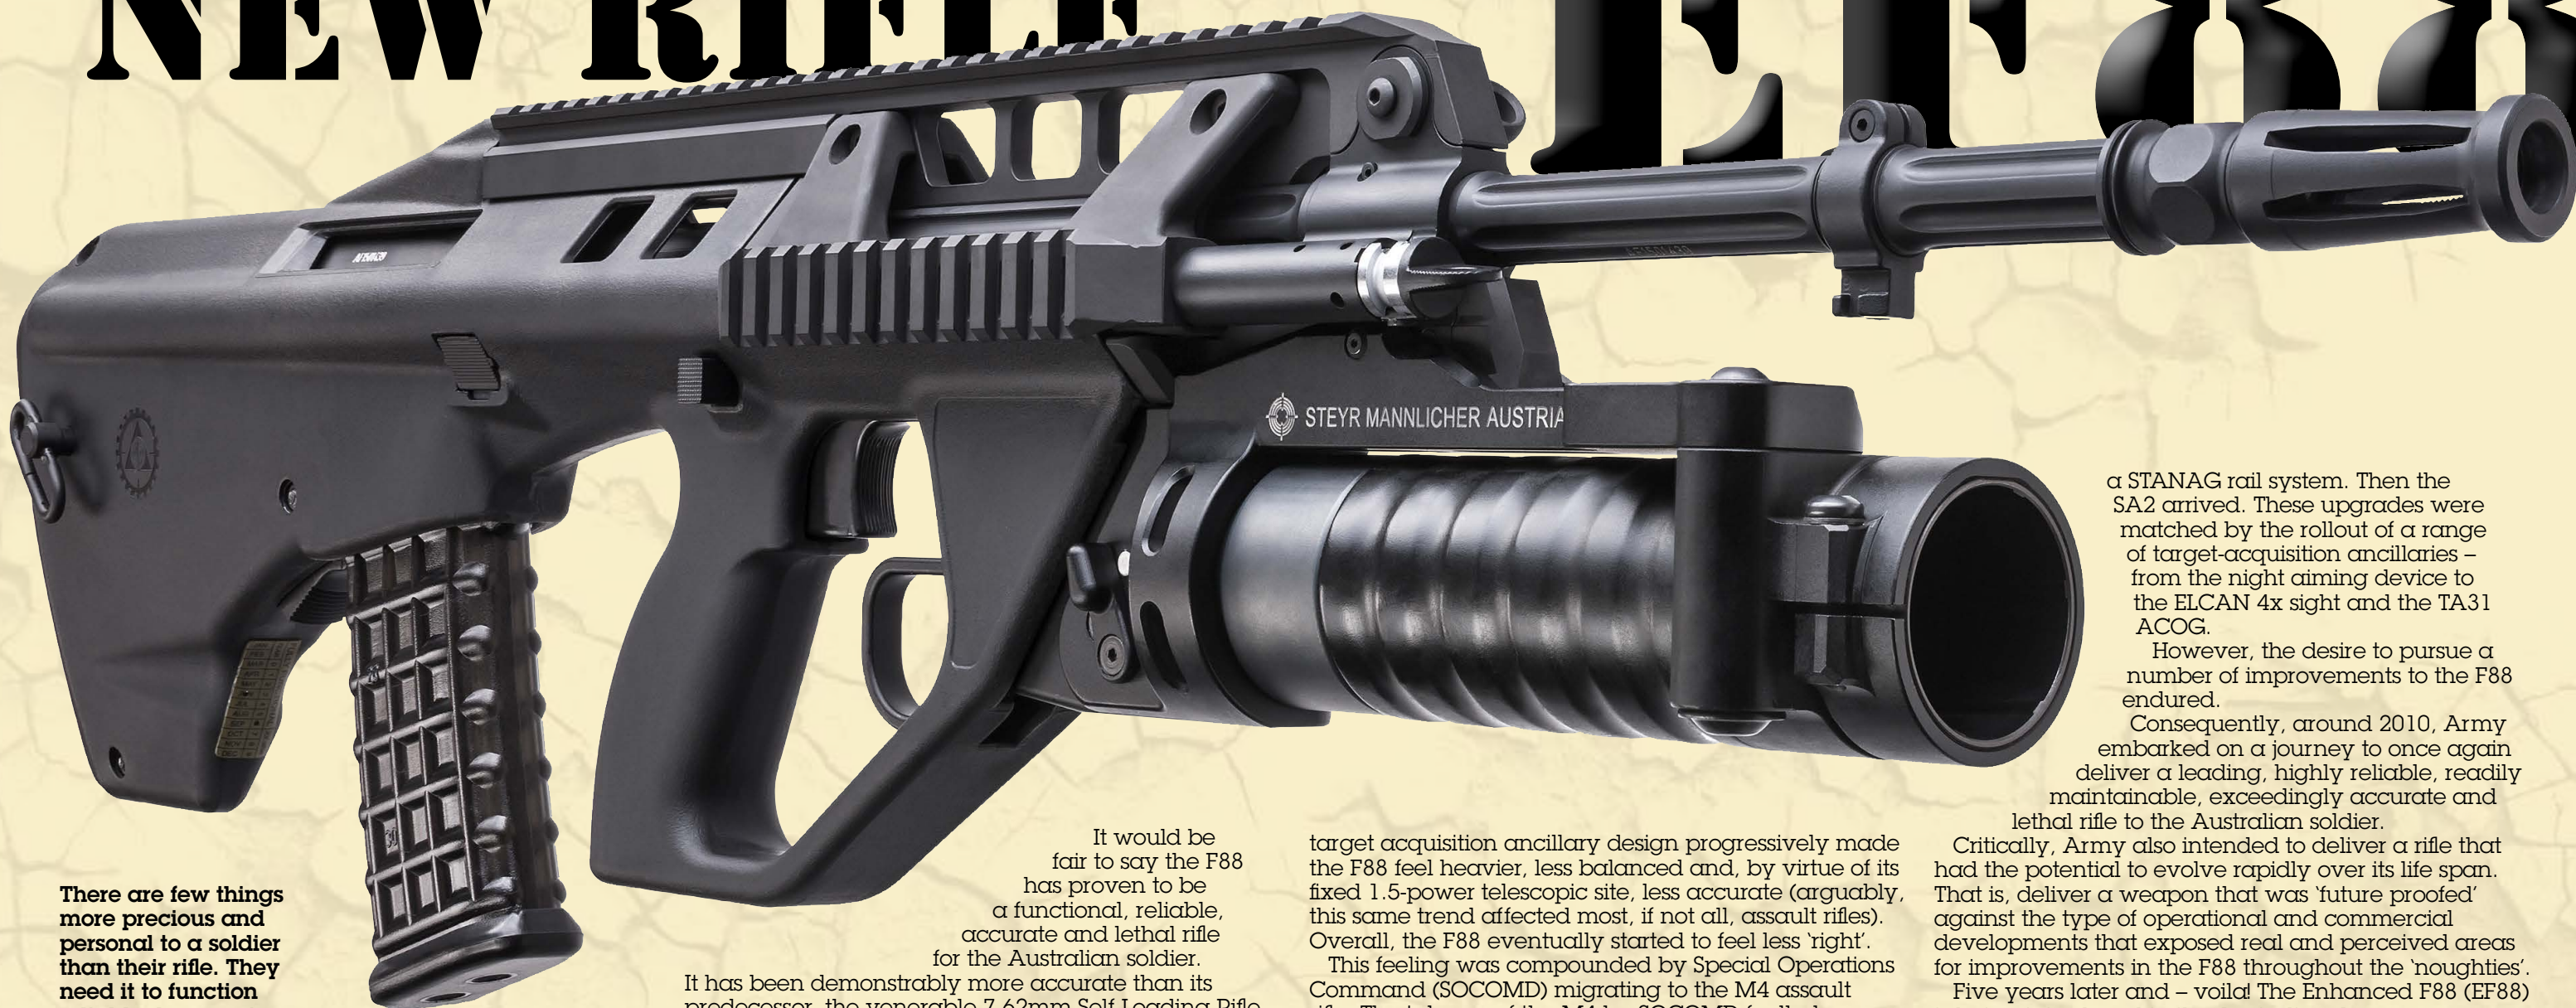 NEW RIFLE
EF88
STEYR MANNLICHER AUSTRIA
There are few things
more precious and
personal to a soldier
than their rifle. They
need it to function
It would be
fair to say the F88
has proven to be
a functional, reliable,
accurate and lethal rifle
for the Australian soldier.
It has been demonstrably more accurate than its
predecessor, the venerable 7.62mm Self Loading Rifle
target acquisition ancillary design progressively made
the F88 feel heavier, less balanced and, by virtue of its
fixed 1.5-power telescopic site, less accurate (arguably,
this same trend affected most, if not all, assault rifles).
Overall, the F88 eventually started to feel less ‘right’.
This feeling was compounded by Special Operations
Command (SOCOMD) migrating to the M4 assault
a STANAG rail system. Then the
SA2 arrived. These upgrades were
matched by the rollout of a range
of target-acquisition ancillaries –
from the night aiming device to
the ELCAN 4x sight and the TA31
ACOG.
However, the desire to pursue a
number of improvements to the F88
endured.
Consequently, around 2010, Army
embarked on a journey to once again
deliver a leading, highly reliable, readily
maintainable, exceedingly accurate and
lethal rifle to the Australian soldier.
Critically, Army also intended to deliver a rifle that
had the potential to evolve rapidly over its life span.
That is, deliver a weapon that was ‘future proofed’
against the type of operational and commercial
developments that exposed real and perceived areas
for improvements in the F88 throughout the ‘noughties’.
Five years later and – voila! The Enhanced F88 (EF88)